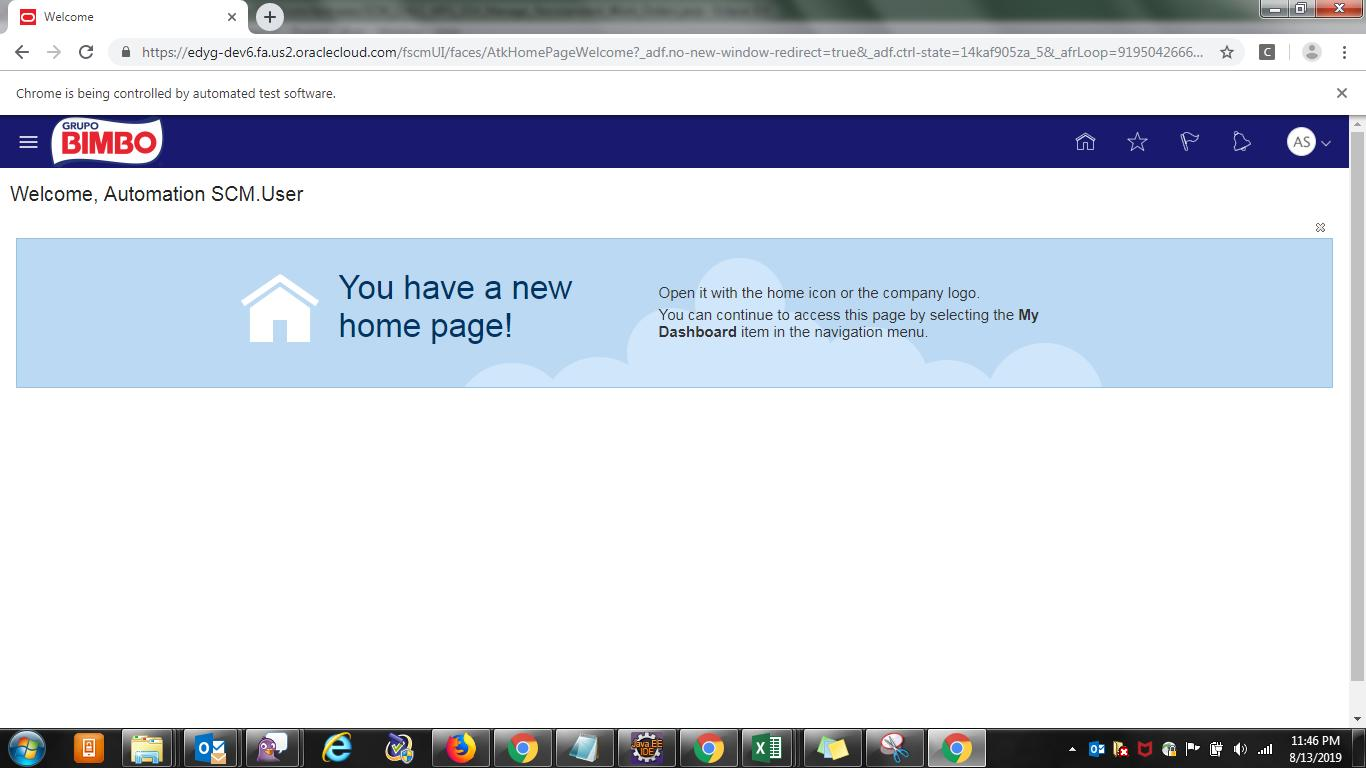 Welcome
https://edyg-dev6.fa.us2.oraclecloud.com/fscmUI/faces/AtkHomePageWelcome?_adf.no-new-window-redirect=true&_adf.ctrl-state=14kaf905za_5&_afrLoop=9195042666...
C
Chrome is being controlled by automated test software.
GRUPO
BIMBO
AS
Welcome, Automation SCM.User
You have a new
home page!
Open it with the home icon or the company logo.
You can continue to access this page by selecting the My
Dashboard item in the navigation menu.
Java EE
IDE
11:46 PM
8/13/2019